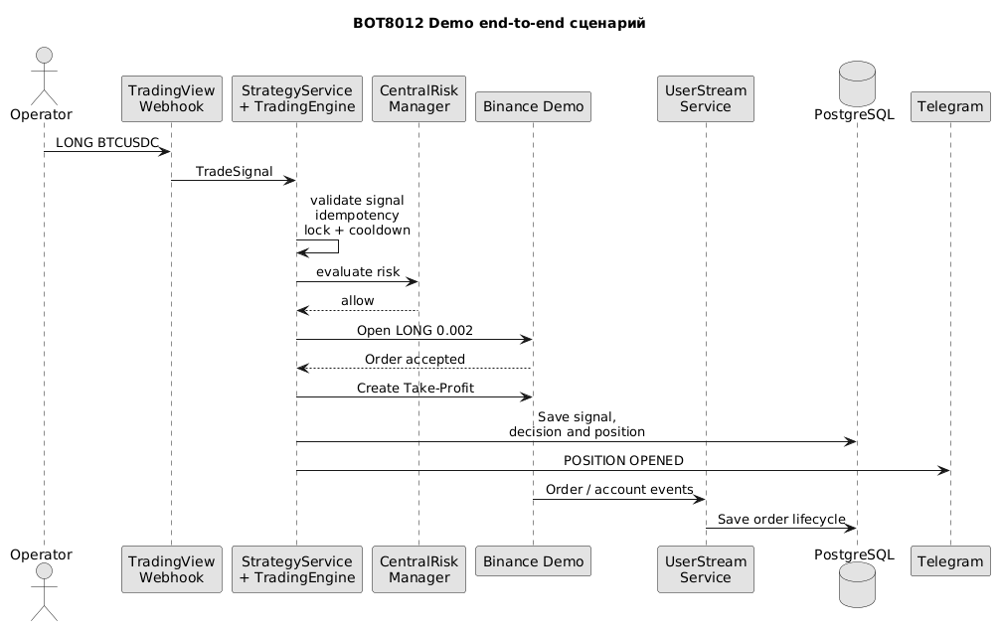 BOT8012 Demo end-to-end сценарий
Operator
TradingView
Webhook
StrategyService
+ TradingEngine
CentralRisk
Manager
Binance Demo
UserStream
Service
PostgreSQL
Telegram
LONG BTCUSDC
TradeSignal
validate signal
idempotency
lock + cooldown
evaluate risk
allow
Open LONG 0.002
Order accepted
Create Take-Profit
Save signal,
decision and position
POSITION OPENED
Order / account events
Save order lifecycle
Operator
TradingView
Webhook
StrategyService
+ TradingEngine
CentralRisk
Manager
Binance Demo
UserStream
Service
PostgreSQL
Telegram